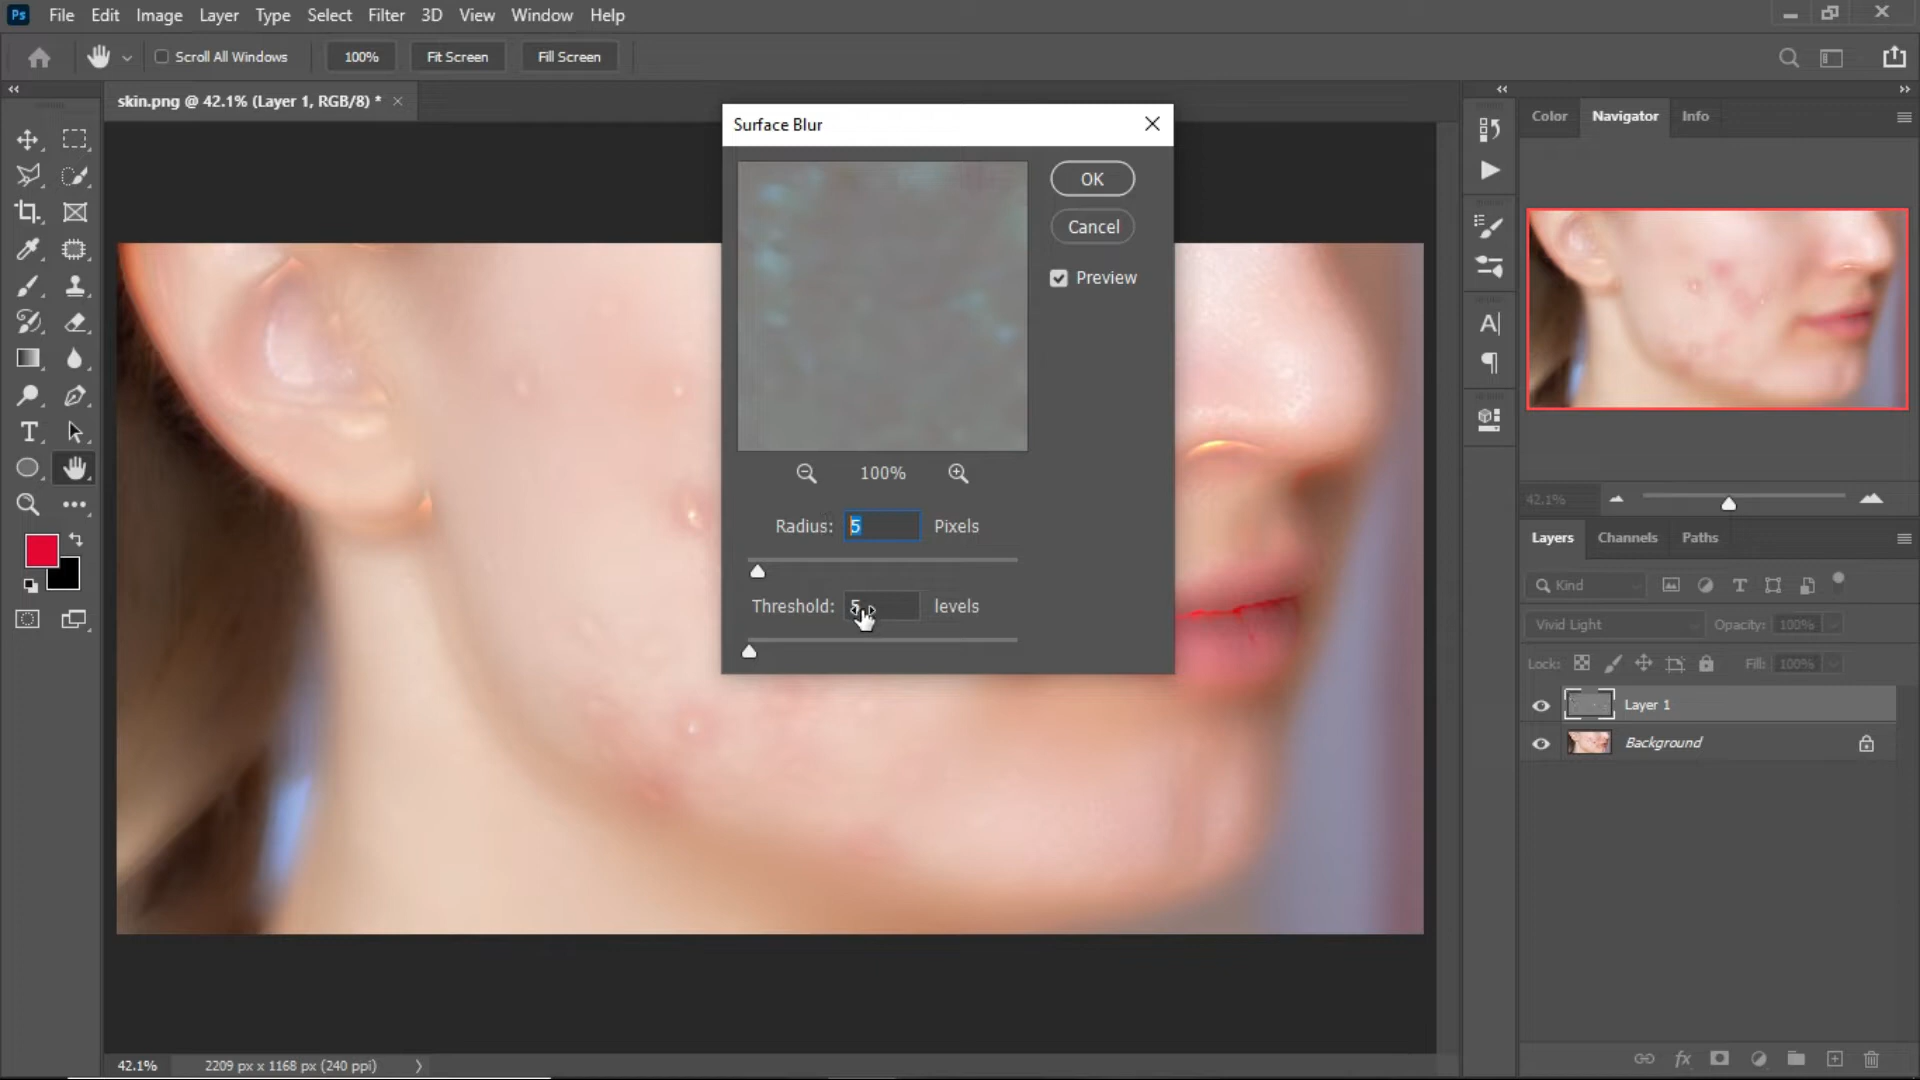 Ps File Edit Image Layer Type Select Filter 3D View Window Help
Scroll All Windows 100% Fit Screen Fill Screen
skin.png @ 42.1% (Layer 1, RGB/8) *
Surface Blur
OK
Cancel
Preview
100%
Radius: 5 Pixels
Threshold: 5 levels
Color Navigator Info
42.1%
Layers Channels Paths
Kind
Vivid Light Opacity: 100%
Lock: Fill: 100%
Layer 1
Background
42.1% 2209 px x 1168 px (240 ppi)